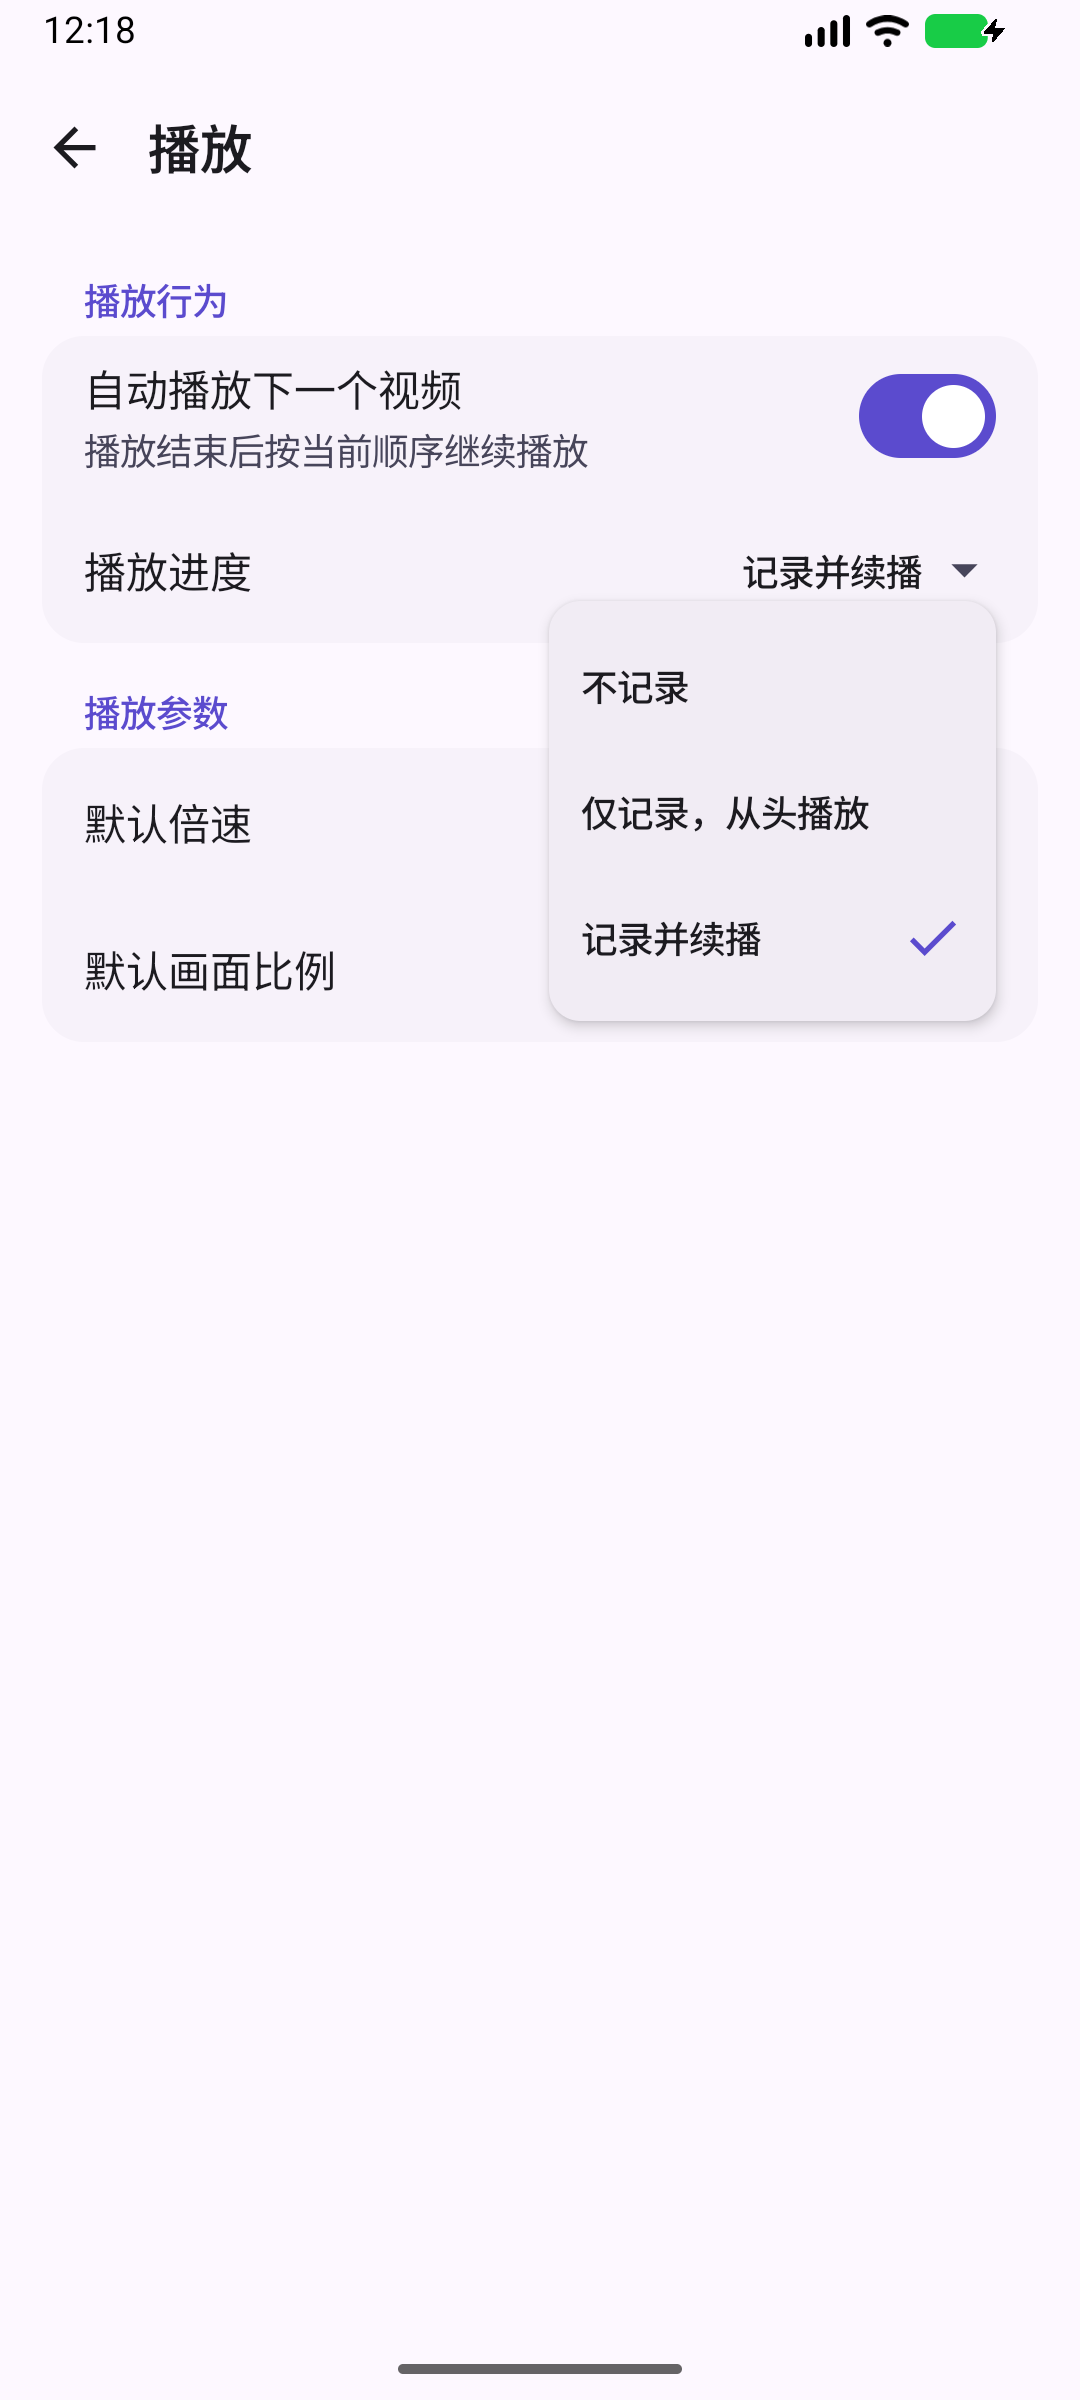 12:18
播放
播放行为
自动播放下一个视频
播放结束后按当前顺序继续播放
播放进度
记录并续播
不记录
播放参数
仅记录，从头播放
默认倍速
记录并续播
默认画面比例